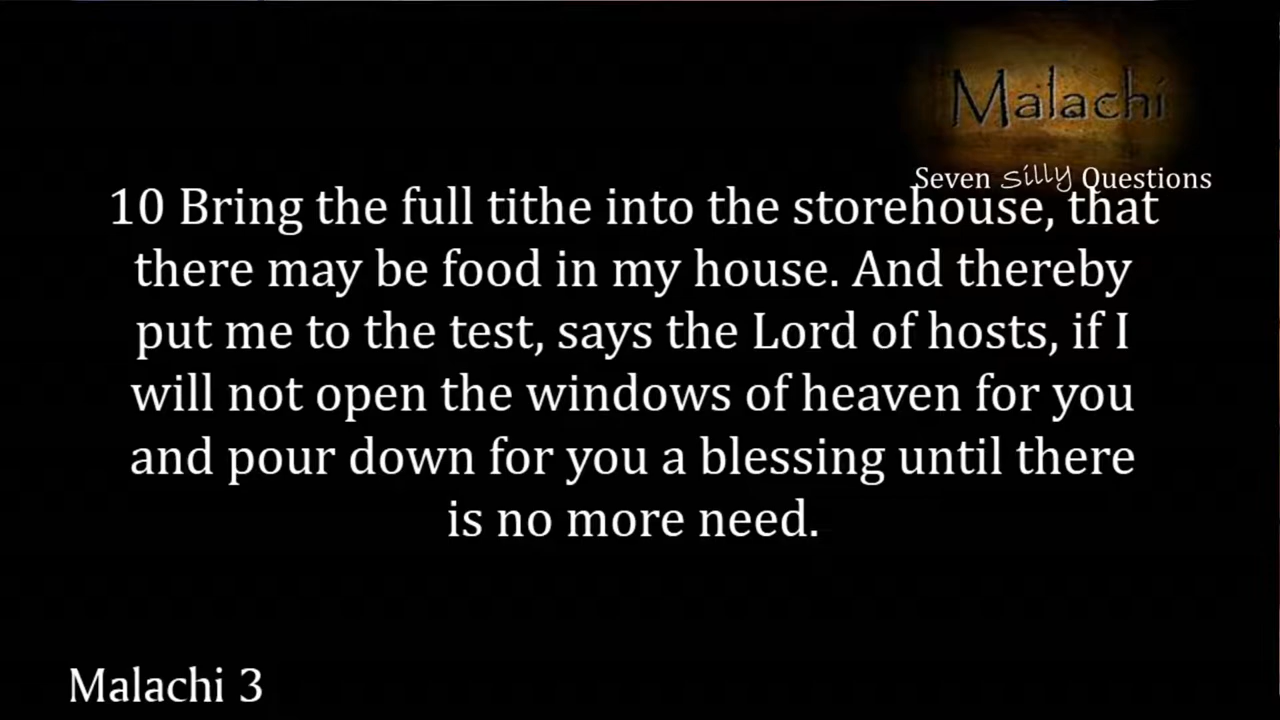 Malachi
Seven silly Questions
10 Bring the full tithe into the storehouse, that
there may be food in my house. And thereby
put me to the test, says the Lord of hosts, if I
will not open the windows of heaven for you
and pour down for you a blessing until there
is no more need.
Malachi 3